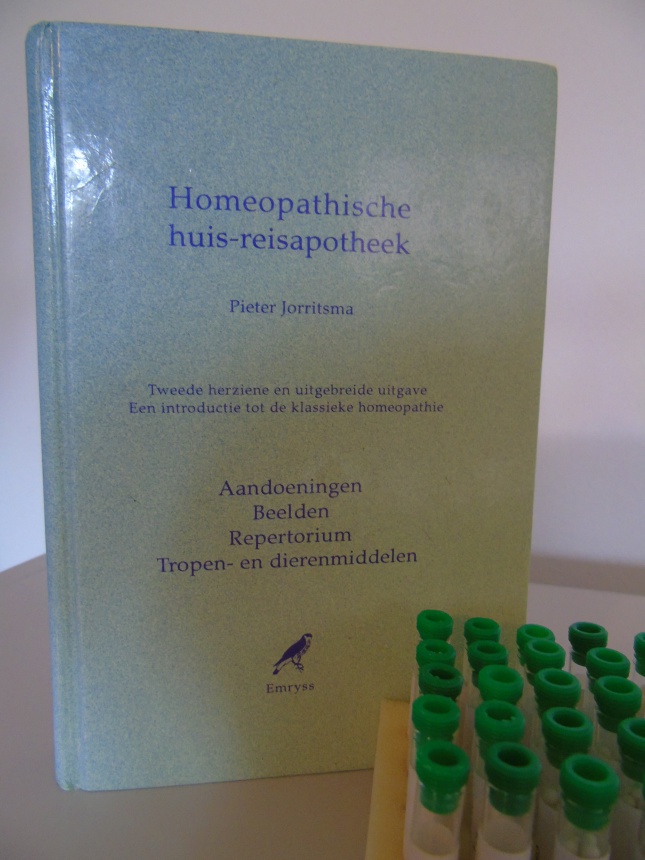 Homeopathische
huis-reisapotheek
Pieter Jorritsma
Tweede herziene en uitgebreide uitgave
Een introductie tot de klassieke homeopathie
Aandoeningen
Beelden
Repertorium
Tropen- en dierenmiddelen
Emryss